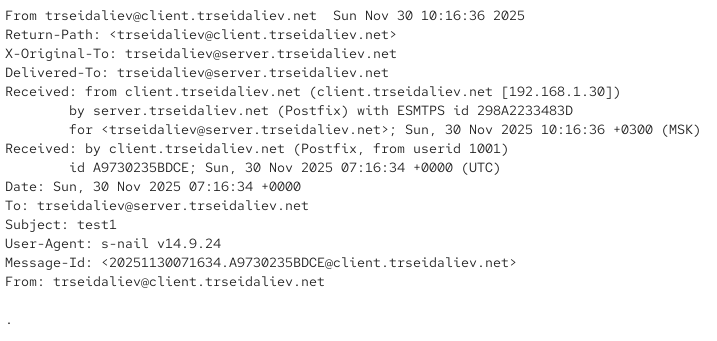 From trseidaliev@client.trseidaliev.net  Sun Nov 30 10:16:36 2025
Return-Path: <trseidaliev@client.trseidaliev.net>
X-Original-To: trseidaliev@server.trseidaliev.net
Delivered-To: trseidaliev@server.trseidaliev.net
Received: from client.trseidaliev.net (client.trseidaliev.net [192.168.1.30])
        by server.trseidaliev.net (Postfix) with ESMTPS id 298A2233483D
        for <trseidaliev@server.trseidaliev.net>; Sun, 30 Nov 2025 10:16:36 +0300 (MSK)
Received: by client.trseidaliev.net (Postfix, from userid 1001)
        id A9730235BDCE; Sun, 30 Nov 2025 07:16:34 +0000 (UTC)
Date: Sun, 30 Nov 2025 07:16:34 +0000
To: trseidaliev@server.trseidaliev.net
Subject: test1
User-Agent: s-nail v14.9.24
Message-Id: <20251130071634.A9730235BDCE@client.trseidaliev.net>
From: trseidaliev@client.trseidaliev.net

.